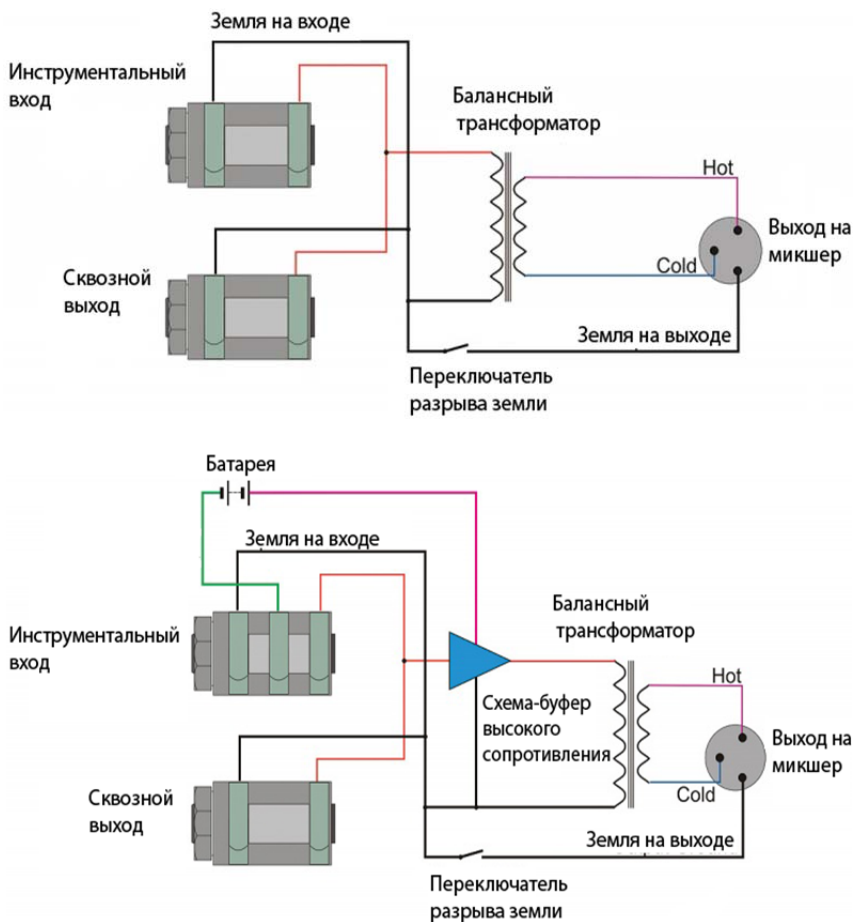 Земля на входе
Инструментальный
вход
Балансный
трансформатор
Hot
Выход на
микшер
Cold
Сквозной
выход
Земля на выходе
Переключатель
разрыва земли
Батарея
Земля на входе
Инструментальный
вход
Балансный
трансформатор
Hot
Схема-буфер
высокого
сопротивления
Выход на
микшер
Cold
Сквозной
выход
Земля на выходе
Переключатель
разрыва земли